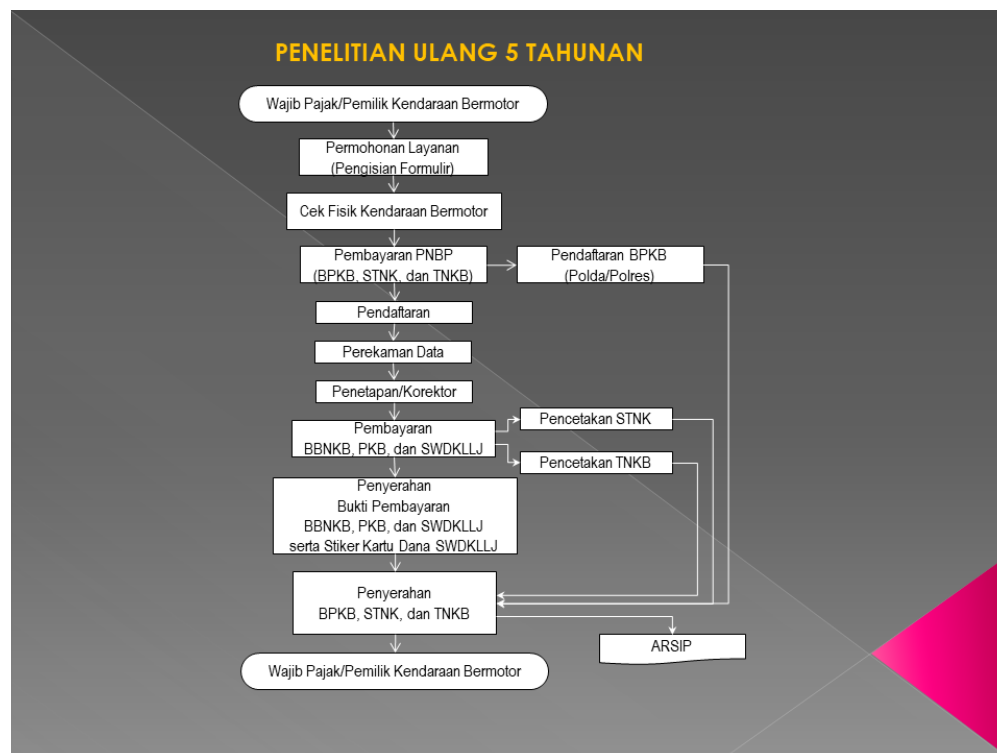 PENELITIAN ULANG 5 TAHUNAN
Wajib Pajak/Pemilik Kendaraan Bermotor
Permohonan Layanan
(Pengisian Formulir)
Cek Fisik Kendaraan Bermotor
Pembayaran PNBP
(BPKB, STNK, dan TNKB)
Pendaftaran BPKB
(Polda/Polres)
Pendaftaran
Perekaman Data
Penetapan/Korektor
Pembayaran
BBNKB, PKB, dan SWDKLLJ
Pencetakan STNK
Pencetakan TNKB
Penyerahan
Bukti Pembayaran
BBNKB, PKB, dan SWDKLLJ
serta Stiker Kartu Dana SWDKLLJ
Penyerahan
BPKB, STNK, dan TNKB
ARSIP
Wajib Pajak/Pemilik Kendaraan Bermotor